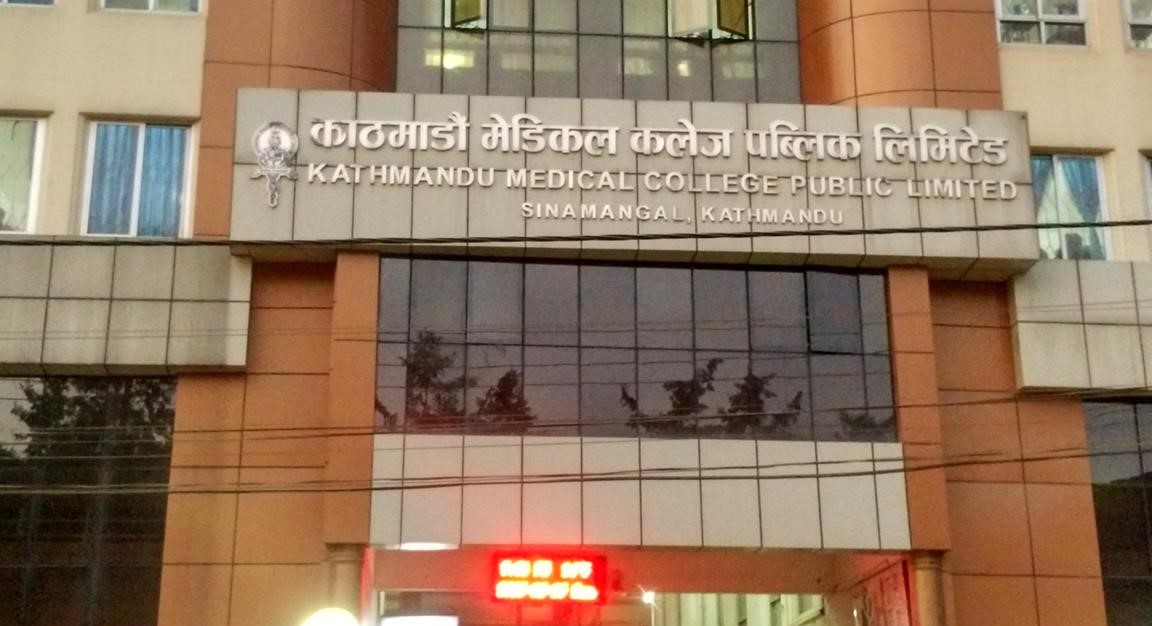 काठमाडौं मेडिकल कलेज पब्लिक लिमिटेड
KATHMANDU MEDICAL COLLEGE PUBLIC LIMITED
SINAMANGAL, KATHMANDU